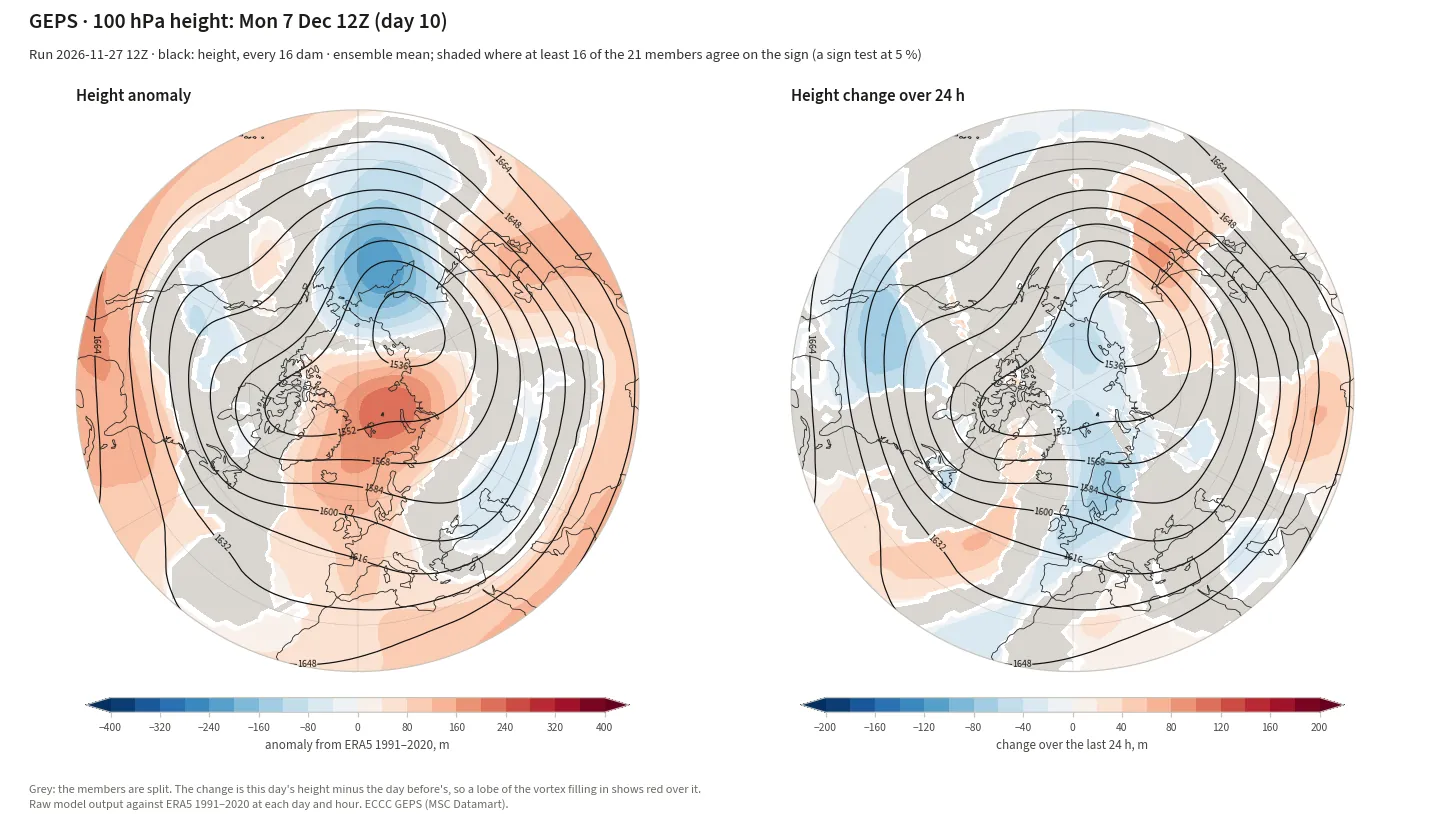 GEPS · 100 hPa height: Mon 7 Dec 12Z (day 10)
Run 2026-11-27 12Z · black: height, every 16 dam · ensemble mean; shaded where at least 16 of the 21 members agree on the sign (a sign test at 5 %)
Height anomaly
Height change over 24 h
1664
1648
1664
1536
1552
1568
1584
1600
1616
1632
1648
1664
1648
1664
1536
1552
1568
1584
1600
1616
1632
1648
−400 −320 −240 −160 −80 0 80 160 240 320 400
anomaly from ERA5 1991–2020, m
−200 −160 −120 −80 −40 0 40 80 120 160 200
change over the last 24 h, m
Grey: the members are split. The change is this day's height minus the day before's, so a lobe of the vortex filling in shows red over it.
Raw model output against ERA5 1991–2020 at each day and hour. ECCC GEPS (MSC Datamart).